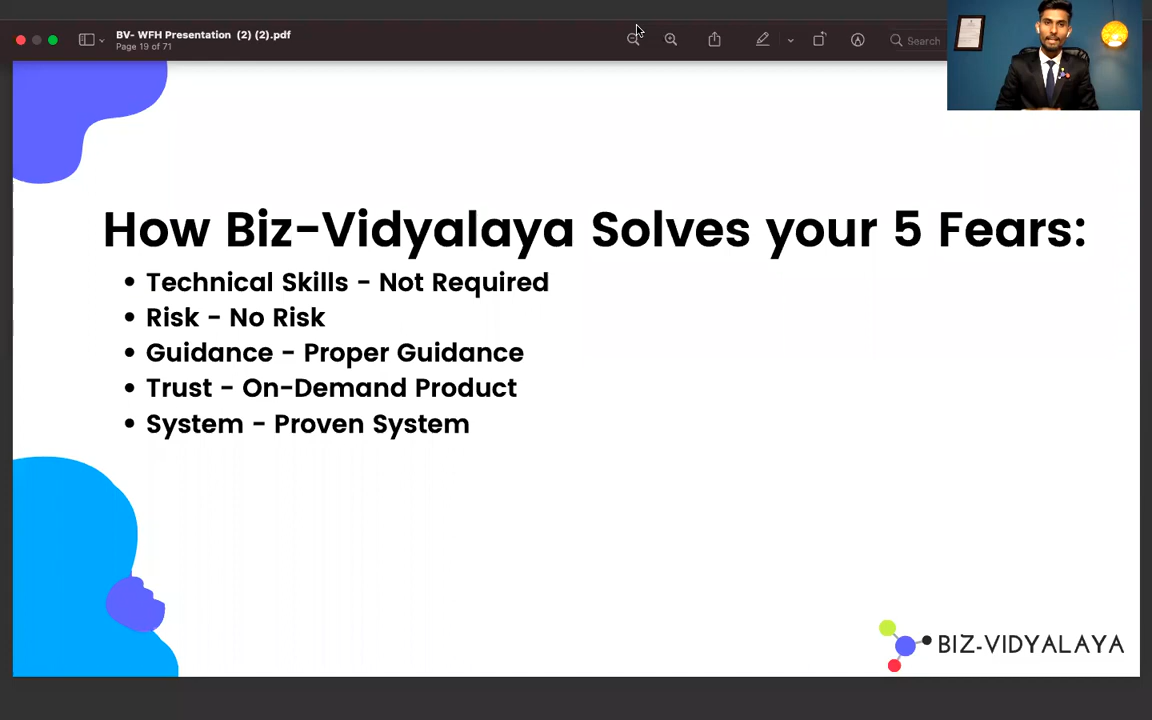 BV- WFH Presentation (2) (2).pdf
Page 19 of 71
Search
How Biz-Vidyalaya Solves your 5 Fears:
• Technical Skills - Not Required
• Risk - No Risk
• Guidance - Proper Guidance
• Trust - On-Demand Product
• System - Proven System
BIZ-VIDYALAYA